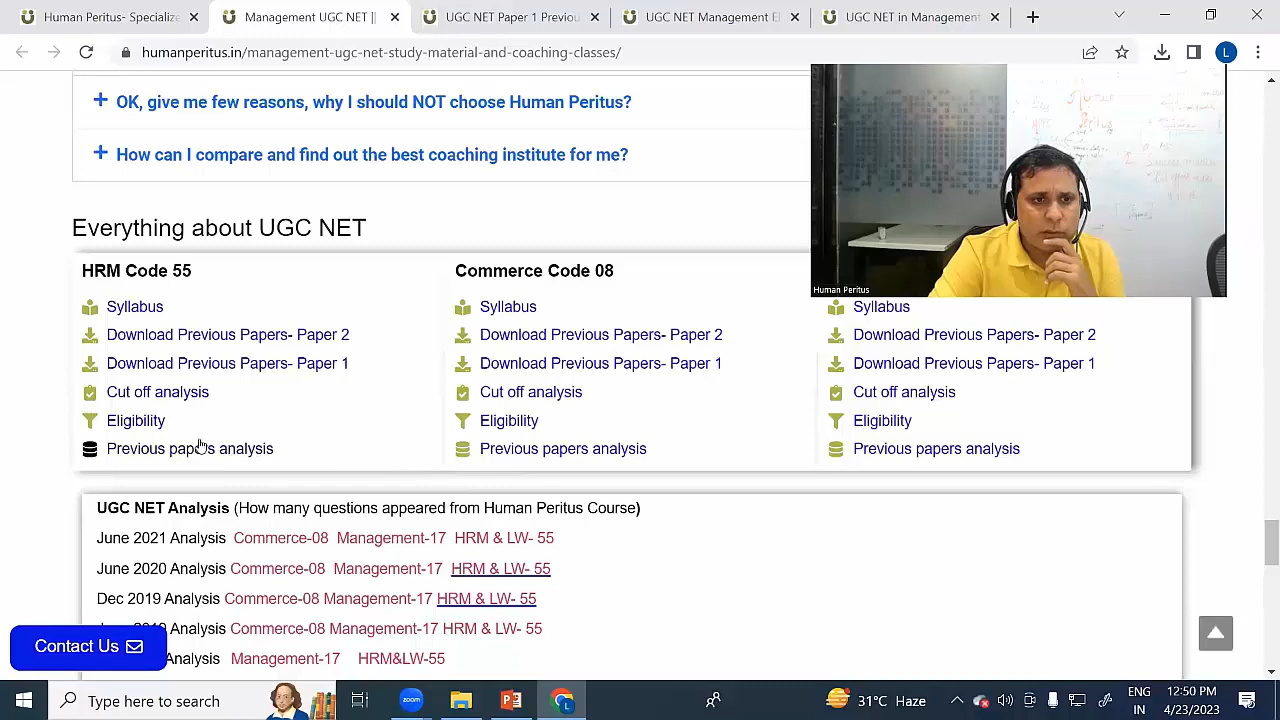 Human Peritus - Specialize
Management UGC NET ||
UGC NET Paper 1 Previou
UGC NET Management El
UGC NET in Management
humanperitus.in/management-ugc-net-study-material-and-coaching-classes/
L
OK, give me few reasons, why I should NOT choose Human Peritus?
How can I compare and find out the best coaching institute for me?
Human
Peritus
Human Peritus
Everything about UGC NET
HRM Code 55
Syllabus
Download Previous Papers- Paper 2
Download Previous Papers- Paper 1
Cut off analysis
Eligibility
Previous papers analysis
Commerce Code 08
Syllabus
Download Previous Papers- Paper 2
Download Previous Papers- Paper 1
Cut off analysis
Eligibility
Previous papers analysis
Syllabus
Download Previous Papers- Paper 2
Download Previous Papers- Paper 1
Cut off analysis
Eligibility
Previous papers analysis
UGC NET Analysis (How many questions appeared from Human Peritus Course)
June 2021 Analysis Commerce-08 Management-17 HRM & LW- 55
June 2020 Analysis Commerce-08 Management-17 HRM & LW- 55
Dec 2019 Analysis Commerce-08 Management-17 HRM & LW- 55
Analysis Commerce-08 Management-17 HRM & LW- 55
Analysis Management-17 HRM&LW-55
Contact Us
Type here to search
zoom
31°C Haze
ENG
IN
12:50 PM
4/23/2023